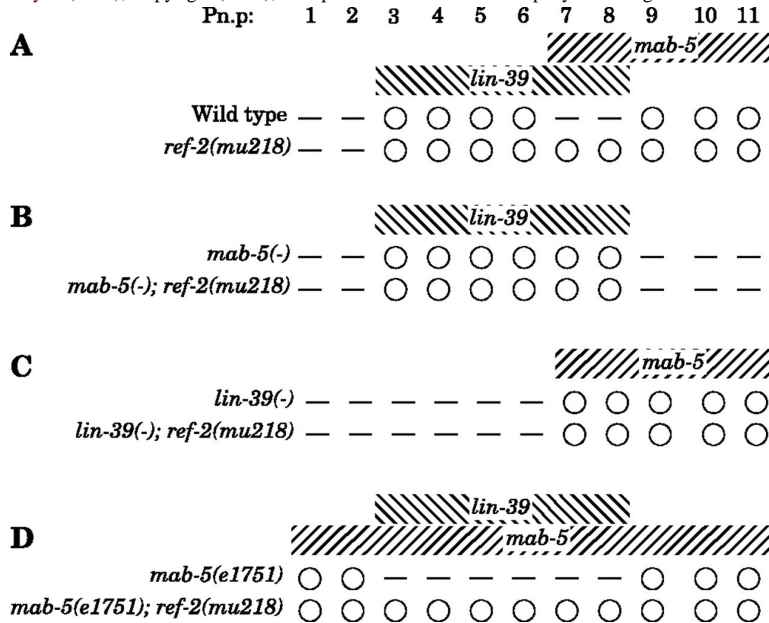 Pn.p: 1 2 3 4 5 6 7 8 9 10 11
A
mab-5
lin-39
Wild type
ref-2(mu218)
B
lin-39
mab-5(-)
mab-5(-); ref-2(mu218)
C
mab-5
lin-39(-)
lin-39(-); ref-2(mu218)
lin-39
D
mab-5
mab-5(e1751)
mab-5(e1751); ref-2(mu218)